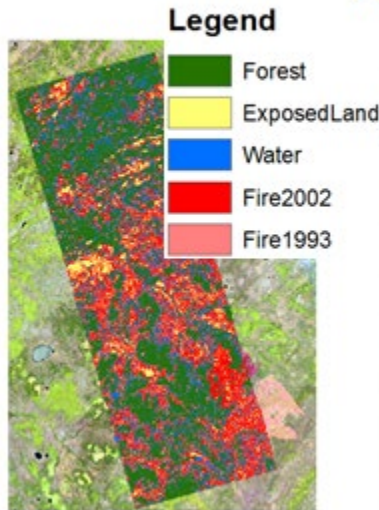 Legend
Forest
ExposedLand
Water
Fire2002
Fire1993